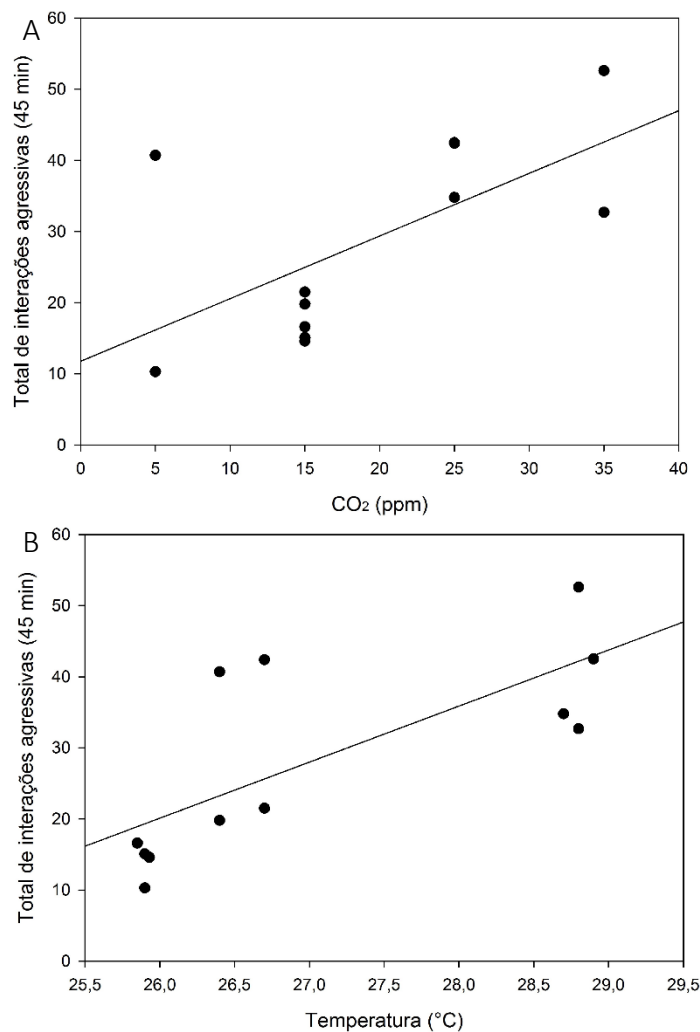 A
60
50
40
30
20
10
0
Total de interações agressivas (45 min)
0 5 10 15 20 25 30 35 40
CO₂ (ppm)
B
60
50
40
30
20
10
0
Total de interações agressivas (45 min)
25,5 26,0 26,5 27,0 27,5 28,0 28,5 29,0 29,5
Temperatura (°C)